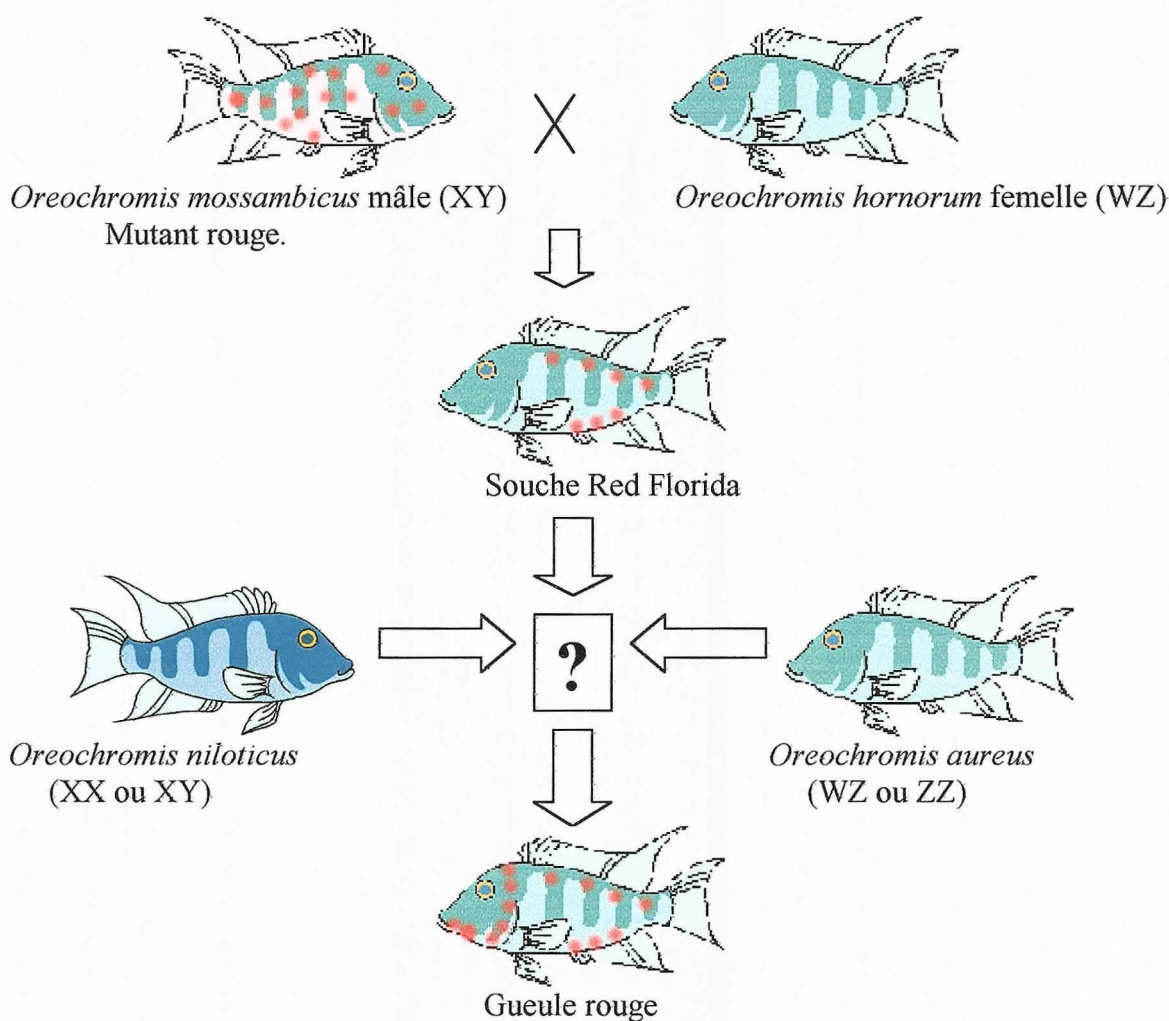 Oreochromis mossambicus mâle (XY)
Mutant rouge.
Oreochromis hornorum femelle (WZ)
Souche Red Florida
?
Oreochromis niloticus
(XX ou XY)
Oreochromis aureus
(WZ ou ZZ)
Gueule rouge